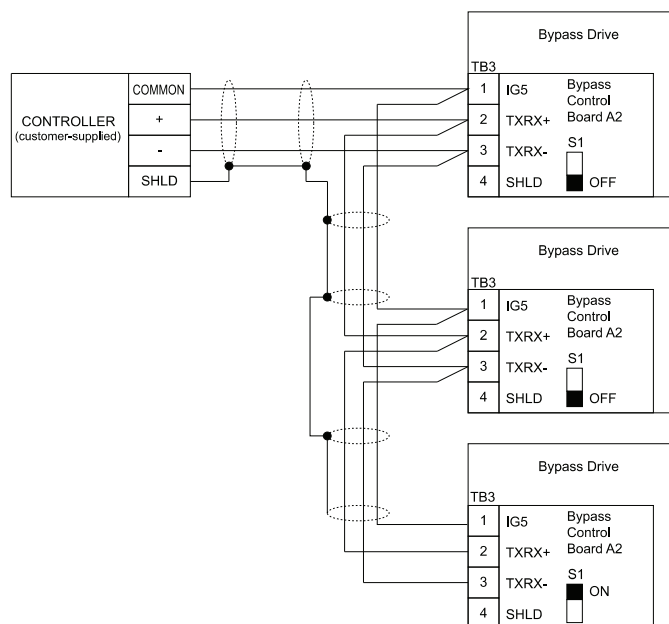 Bypass Drive
TB3
COMMON
1 IG5 Bypass
Control
Board A2
CONTROLLER
(customer-supplied)
+
2 TXRX+
-
3 TXRX-
S1
SHLD
4 SHLD
OFF
Bypass Drive
TB3
1 IG5 Bypass
Control
Board A2
2 TXRX+
3 TXRX-
S1
4 SHLD
OFF
Bypass Drive
TB3
1 IG5 Bypass
Control
Board A2
2 TXRX+
3 TXRX-
S1
ON
4 SHLD